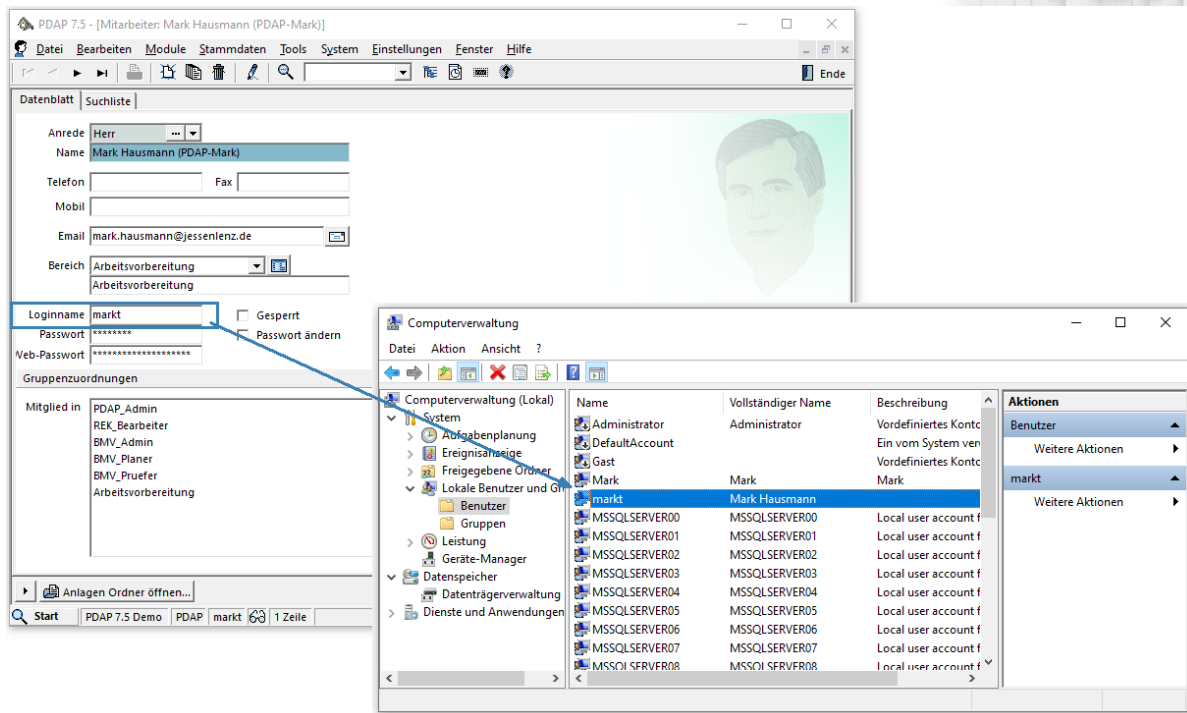 PDAP 7.5 - [Mitarbeiter: Mark Hausmann (PDAP-Mark)]
Datei Bearbeiten Module Stammdaten Tools System Einstellungen Fenster Hilfe
Ende
Datenblatt Suchliste
Anrede Herr
Name Mark Hausmann (PDAP-Mark)
Telefon Fax
Mobil
Email mark.hausmann@jessenlenz.de
Bereich Arbeitsvorbereitung
Arbeitsvorbereitung
Loginname markt Gesperrt
Passwort ******** Passwort ändern
Web-Passwort ********************
Gruppenzuordnungen
Mitglied in PDAP_Admin
REK_Bearbeiter
BMV_Admin
BMV_Planer
BMV_Pruefer
Arbeitsvorbereitung
Anlagen Ordner öffnen...
Start PDAP 7.5 Demo PDAP markt 1 Zeile
Computerverwaltung
Datei Aktion Ansicht ?
Computerverwaltung (Lokal)
System
Aufgabenplanung
Ereignisanzeige
Freigegebene Ordner
Lokale Benutzer und Gr
Benutzer
Gruppen
Leistung
Geräte-Manager
Datenspeicher
Datenträgerverwaltung
Dienste und Anwendungen
Name Vollständiger Name Beschreibung
Administrator Administrator Vordefiniertes Konto
DefaultAccount Ein vom System verw
Gast Vordefiniertes Konto
Mark Mark Mark
markt Mark Hausmann
MSSQLSERVER00 MSSQLSERVER00 Local user account f
MSSQLSERVER01 MSSQLSERVER01 Local user account f
MSSQLSERVER02 MSSQLSERVER02 Local user account f
MSSQLSERVER03 MSSQLSERVER03 Local user account f
MSSQLSERVER04 MSSQLSERVER04 Local user account f
MSSQLSERVER05 MSSQLSERVER05 Local user account f
MSSQLSERVER06 MSSQLSERVER06 Local user account f
MSSQLSERVER07 MSSQLSERVER07 Local user account f
MSSQLSERVER08 MSSQLSERVER08 Local user account f
Aktionen
Benutzer
Weitere Aktionen
markt
Weitere Aktionen